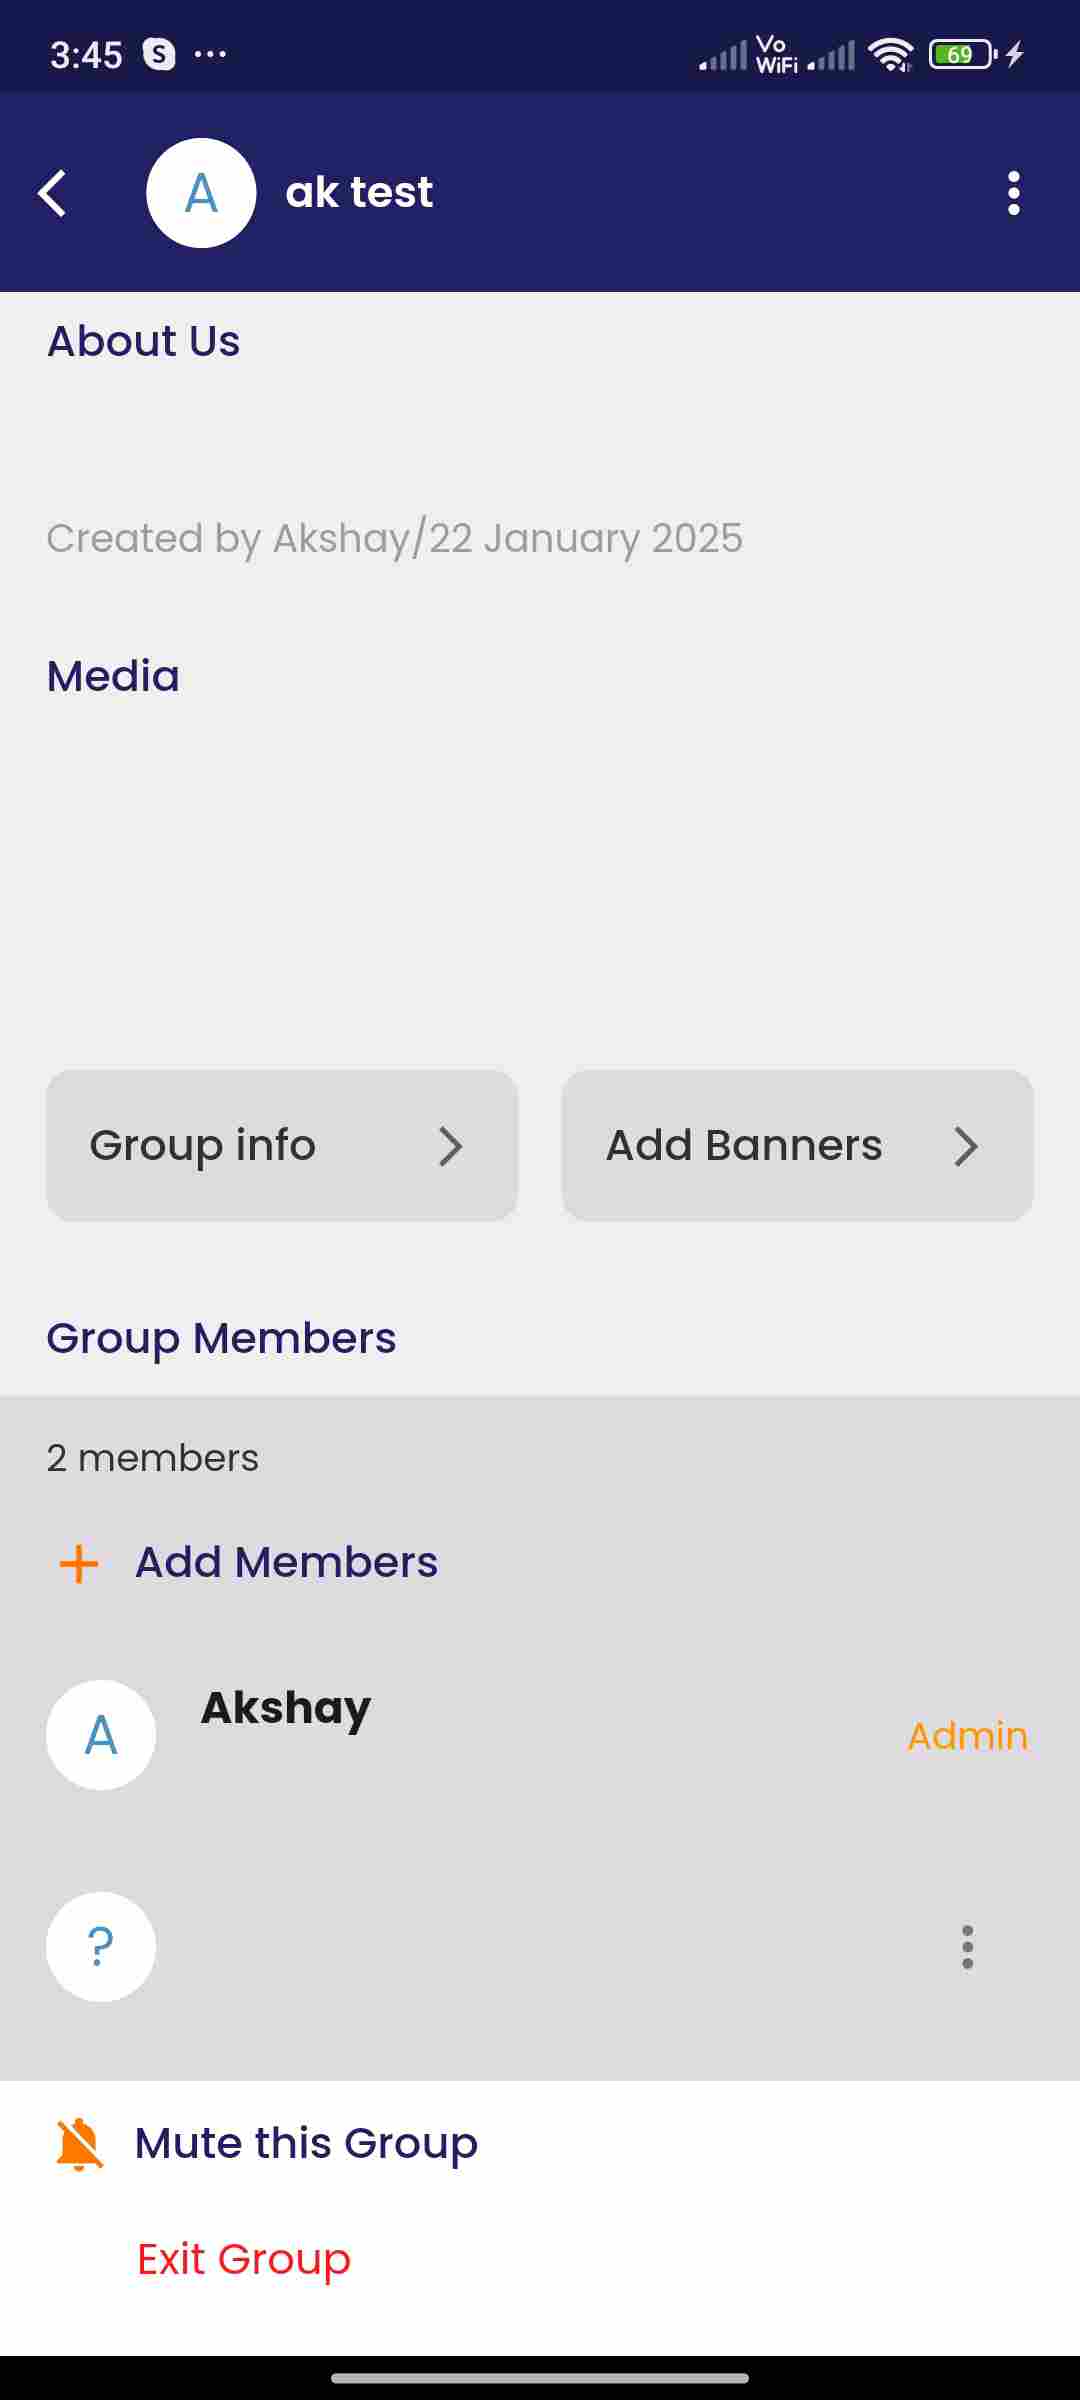 3:45 S ...
Vo
WiFi
69
A ak test
About Us
Created by Akshay/22 January 2025
Media
Group info
Add Banners
Group Members
2 members
+ Add Members
A Akshay
Admin
?
Mute this Group
Exit Group